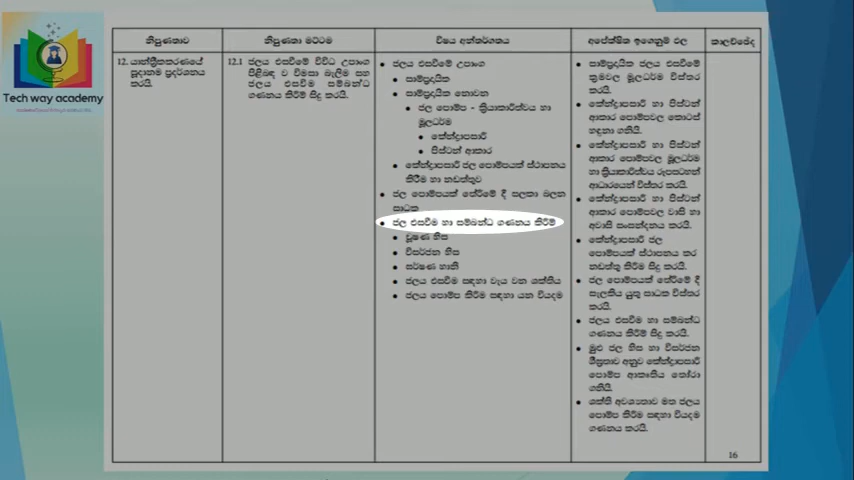 Tech way academy
නිපුණතාව
නිපුණතා මට්ටම
විෂය අන්තර්ගතය
අපේක්ෂිත ඉගෙනුම් ඵල
කාලච්ඡේද
12. යාන්ත්‍රීකරණයේ
සූදානම ප්‍රදර්ශනය
කරයි.
12.1 ජලය එසවීමේ විවිධ උපාංග
පිළිබඳ ව විමසා බැලීම සහ
ජලය එසවීම සම්බන්ධ
ගණනය කිරීම් සිදු කරයි.
• ජලය එසවීමේ උපාංග
• සාම්ප්‍රදායික
• සාම්ප්‍රදායික නොවන
• ජල පොම්ප - ක්‍රියාකාරිත්වය හා
මූලධර්ම
• කේන්ද්‍රාපසාරි
• පිස්ටන් ආකාර
• කේන්ද්‍රාපසාරි ජල පොම්පයක් ස්ථාපනය
කිරීම හා නඩත්තුව
• ජල පොම්පයක් තේරීමේ දී සලකා බලන
සාධක
• ජල එසවීම හා සම්බන්ධ ගණනය කිරීම්
• චූෂණ හිස
• විසර්ජන හිස
• ඝර්ෂණ හානි
• ජලය එසවීම සඳහා වැය වන ශක්තිය
• ජලය පොම්ප කිරීම සඳහා යන වියදම
• සාම්ප්‍රදායික ජලය එසවීමේ
ක්‍රමවල මූලධර්ම විස්තර
කරයි.
• කේන්ද්‍රාපසාරි හා පිස්ටන්
ආකාර පොම්පවල කොටස්
හඳුනා ගනියි.
• කේන්ද්‍රාපසාරි හා පිස්ටන්
ආකාර පොම්පවල මූලධර්ම
හා ක්‍රියාකාරිත්වය රූපසටහන්
ආධාරයෙන් විස්තර කරයි.
• කේන්ද්‍රාපසාරි හා පිස්ටන්
ආකාර පොම්පවල වාසි හා
අවාසි සංසන්දනය කරයි.
• කේන්ද්‍රාපසාරි ජල
පොම්පයක් ස්ථාපනය කර
නඩත්තු කිරීම සිදු කරයි.
• ජල පොම්පයක් තේරීමේ දී
සැලකිය යුතු සාධක විස්තර
කරයි.
• ජලය එසවීම හා සම්බන්ධ
ගණනය කිරීම් සිදු කරයි.
• මුළු ජල හිස හා විසර්ජන
ශීඝ්‍රතාව අනුව කේන්ද්‍රාපසාරි
පොම්ප ආකෘතිය තෝරා
ගනියි.
• ශක්ති අවශ්‍යතාව මත ජලය
පොම්ප කිරීම සඳහා වියදම
ගණනය කරයි.
16